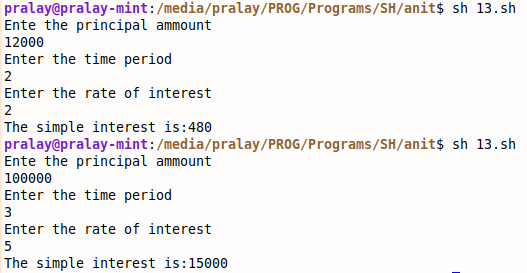 pralay@pralay-mint:/media/pralay/PROG/Programs/SH/anit$ sh 13.sh
Ente the principal ammount
12000
Enter the time period
2
Enter the rate of interest
2
The simple interest is:480
pralay@pralay-mint:/media/pralay/PROG/Programs/SH/anit$ sh 13.sh
Ente the principal ammount
100000
Enter the time period
3
Enter the rate of interest
5
The simple interest is:15000